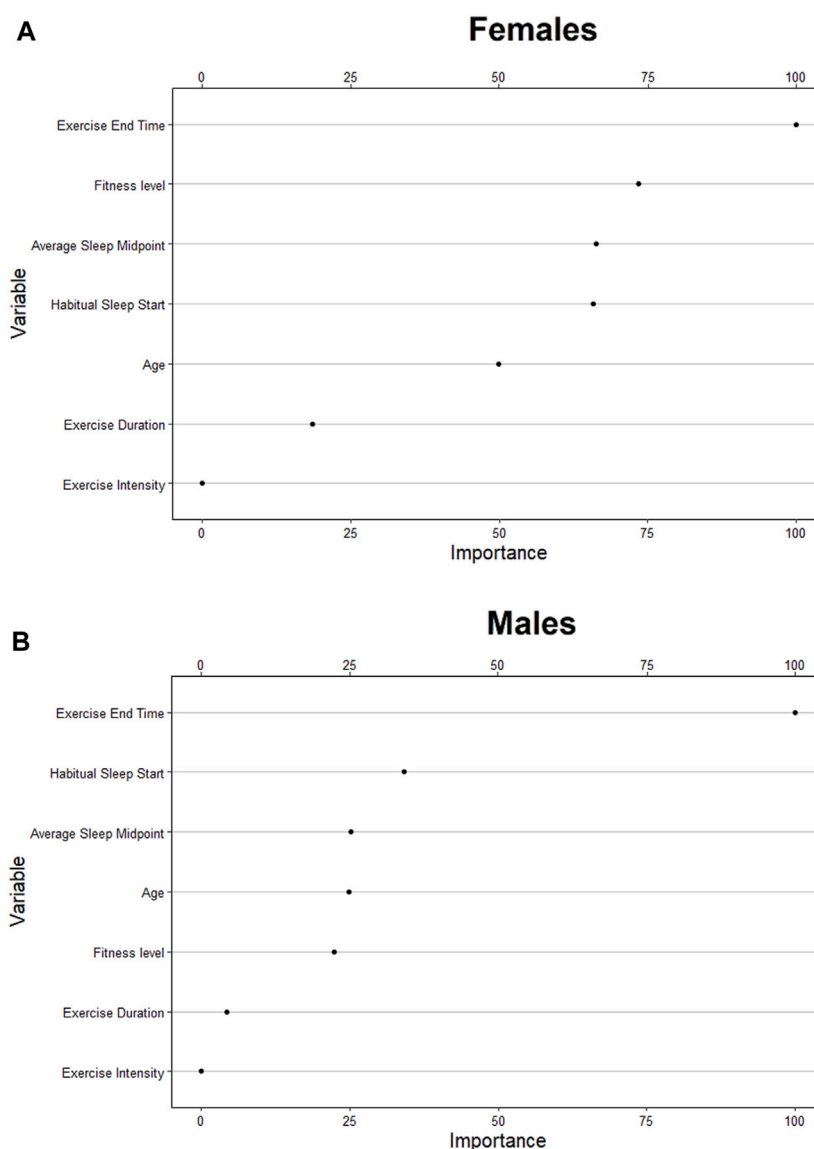 A
Females
0 25 50 75 100
Exercise End Time
Fitness level
Average Sleep Midpoint
Habitual Sleep Start
Age
Exercise Duration
Exercise Intensity
Variable
0 25 50 75 100
Importance
B
Males
0 25 50 75 100
Exercise End Time
Habitual Sleep Start
Average Sleep Midpoint
Age
Fitness level
Exercise Duration
Exercise Intensity
Variable
0 25 50 75 100
Importance